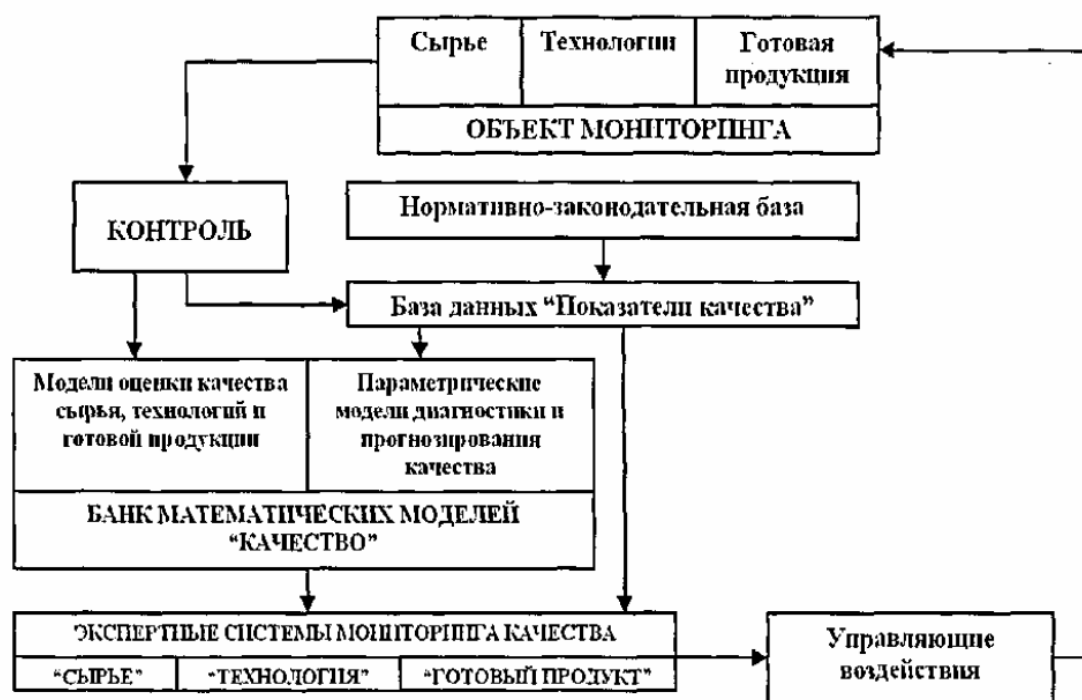 Сырье
Технологии
Готовая
продукция
ОБЪЕКТ МОНИТОРИНГА
КОНТРОЛЬ
Нормативно-законодательная база
База данных “Показатели качества”
Модели оценки качества
сырья, технологий и
готовой продукции
Параметрические
модели диагностики и
прогнозирования
качества
БАНК МАТЕМАТИЧЕСКИХ МОДЕЛЕЙ
“КАЧЕСТВО”
ЭКСПЕРТНЫЕ СИСТЕМЫ МОНИТОРИНГА КАЧЕСТВА
“СЫРЬЕ”
“ТЕХНОЛОГИЯ”
“ГОТОВЫЙ ПРОДУКТ”
Управляющие
воздействия